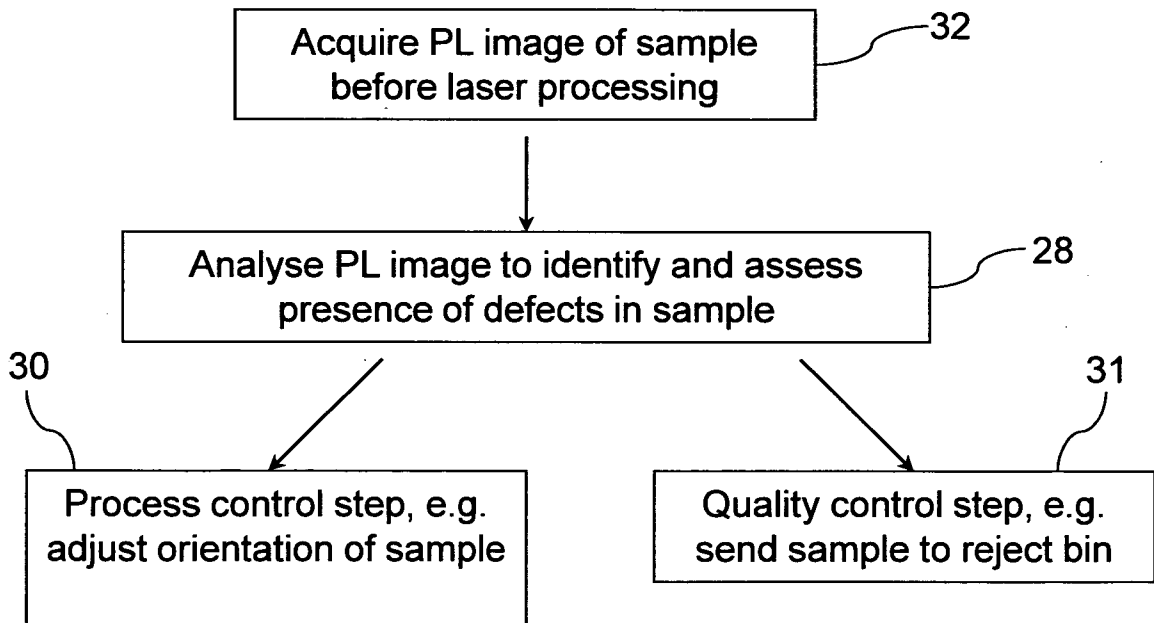 Acquire PL image of sample
before laser processing
32
Analyse PL image to identify and assess
presence of defects in sample
28
30
31
Process control step, e.g.
adjust orientation of sample
Quality control step, e.g.
send sample to reject bin